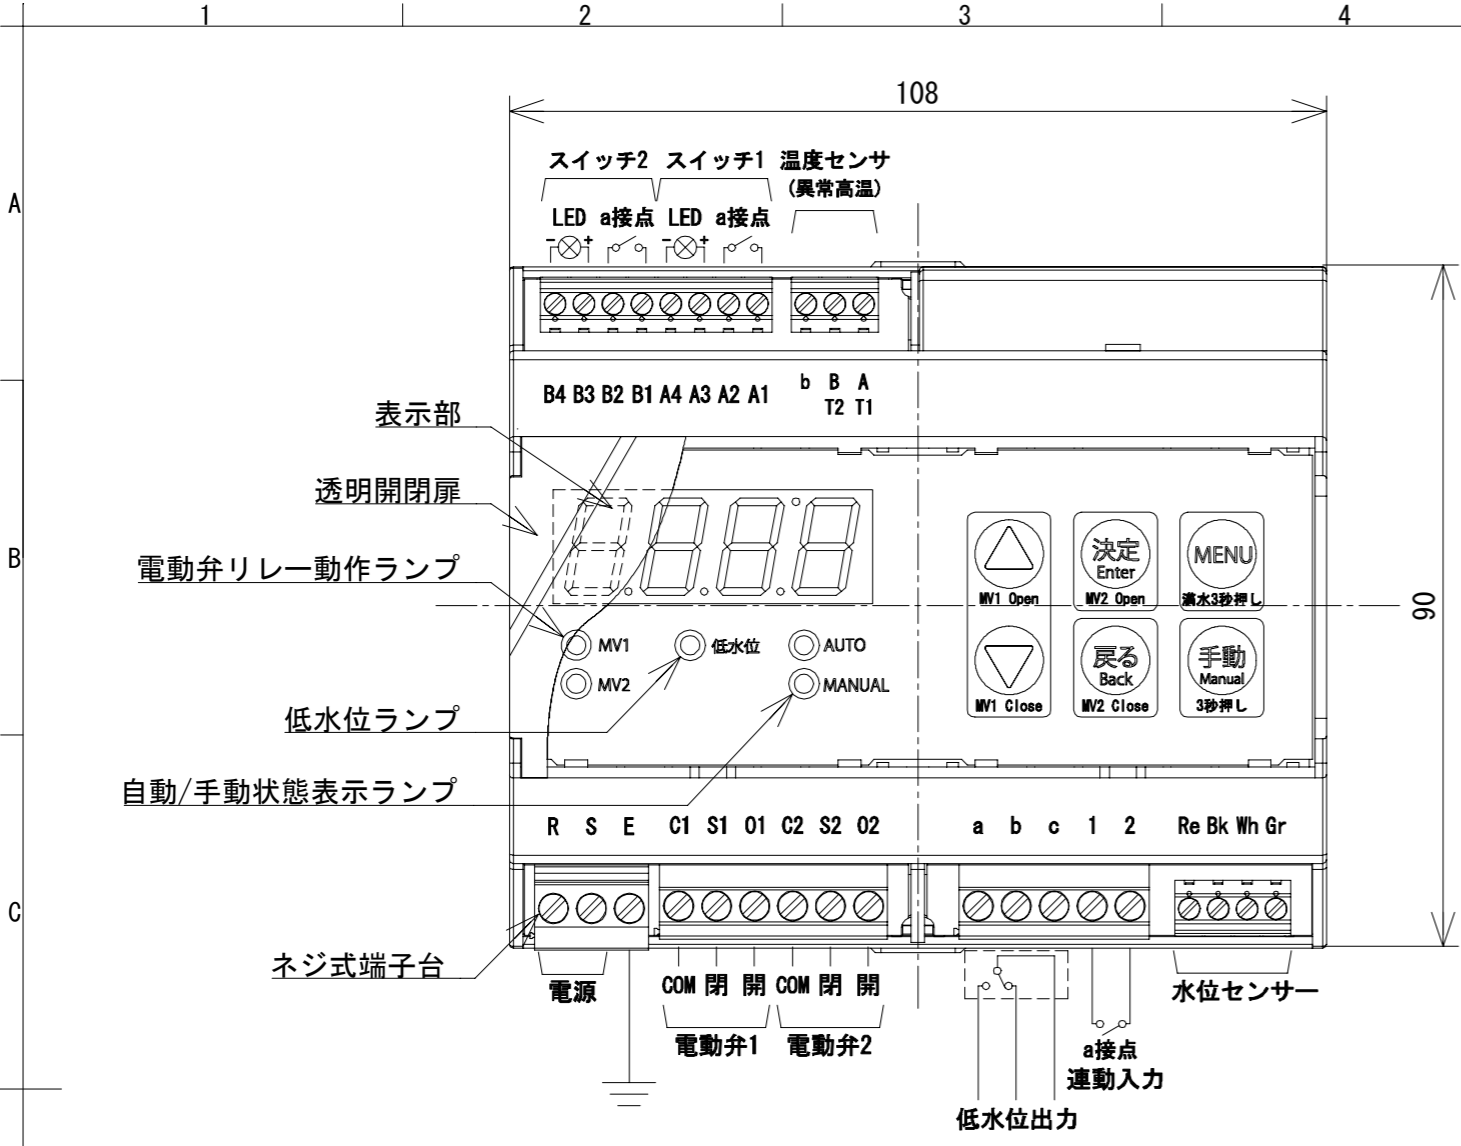 1 2 3 4
108
A
スイッチ2 スイッチ1 温度センサ
(異常高温)
LED a接点 LED a接点
- + - +
B4 B3 B2 B1 A4 A3 A2 A1 b B A
T2 T1
表示部
透明開閉扉
B
電動弁リレー動作ランプ
決定
Enter
MENU
MV1 Open MV2 Open 満水3秒押し
90
MV1 低水位 AUTO
MV2 MANUAL
戻る
Back
手動
Manual
MV1 Close MV2 Close 3秒押し
低水位ランプ
自動/手動状態表示ランプ
R S E C1 S1 O1 C2 S2 O2 a b c 1 2 Re Bk Wh Gr
C
ネジ式端子台
電源
COM 閉 開 COM 閉 開
水位センサー
電動弁1 電動弁2
a接点
連動入力
低水位出力